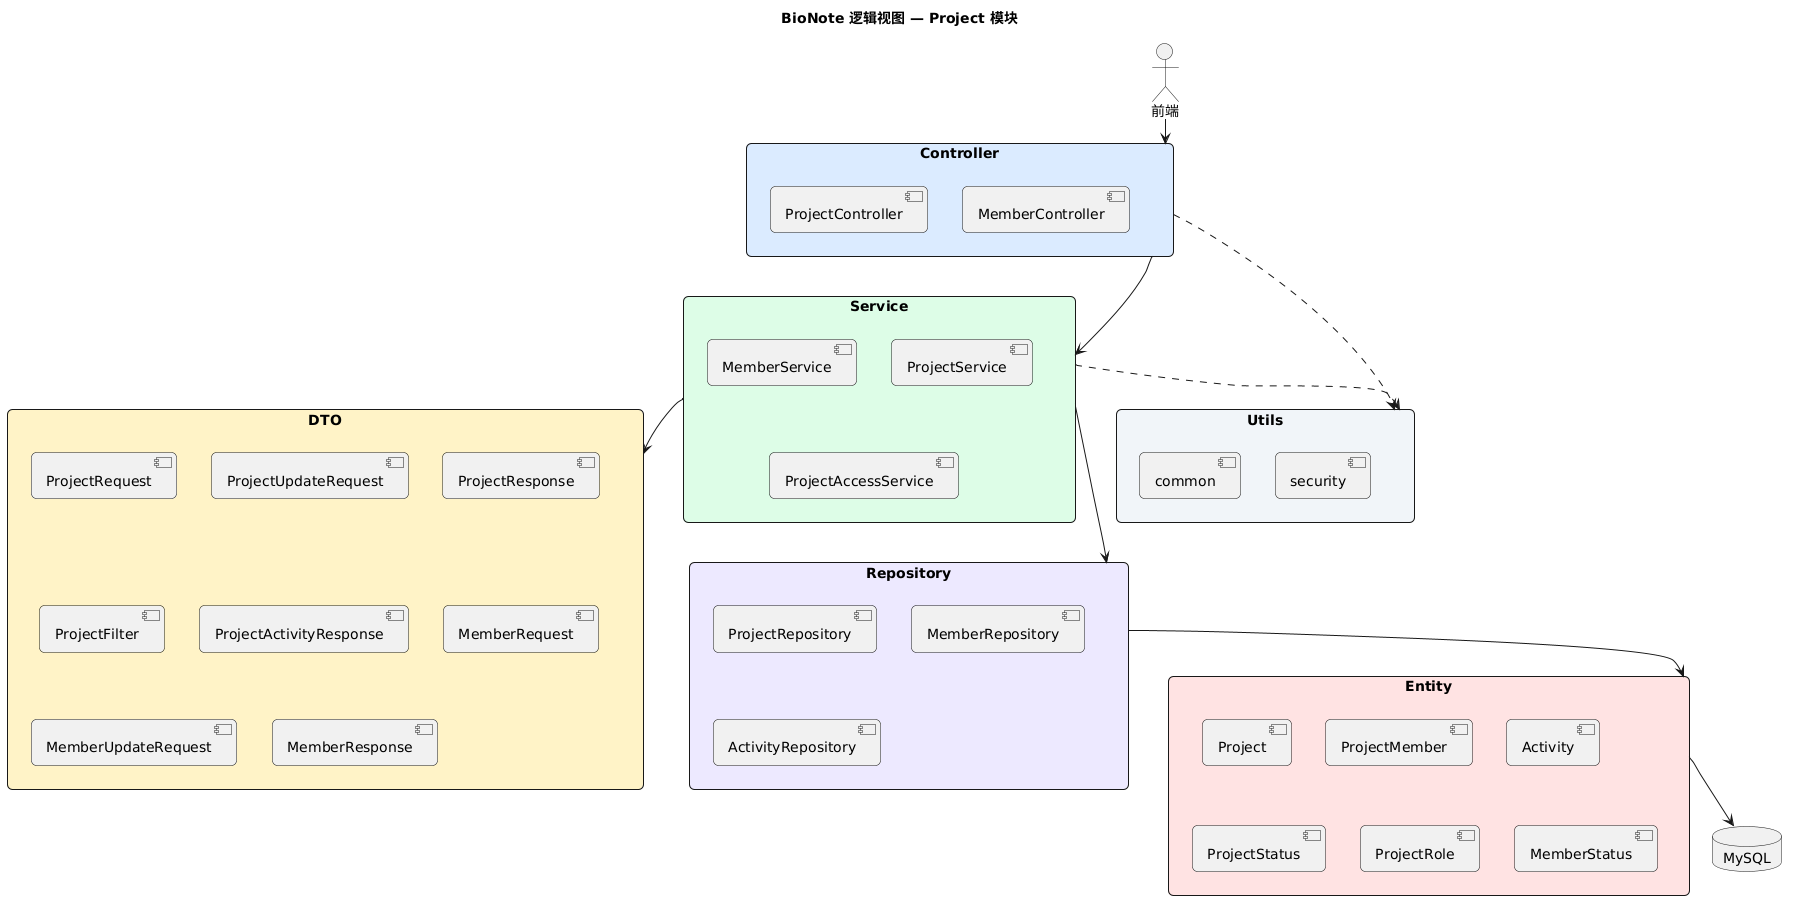 BioNote 逻辑视图 — Project 模块
前端
Controller
ProjectController
MemberController
Service
MemberService
ProjectService
ProjectAccessService
DTO
ProjectRequest
ProjectUpdateRequest
ProjectResponse
ProjectFilter
ProjectActivityResponse
MemberRequest
MemberUpdateRequest
MemberResponse
Utils
common
security
Repository
ProjectRepository
MemberRepository
ActivityRepository
Entity
Project
ProjectMember
Activity
ProjectStatus
ProjectRole
MemberStatus
MySQL